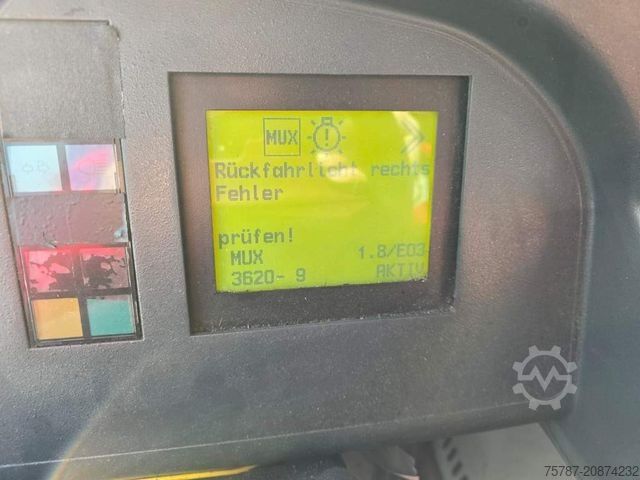 MUX
Rückfahrlicht rechts
Fehler
prüfen!
MUX 1.8/E03
3620- 9 AKTIV
75787-20874232